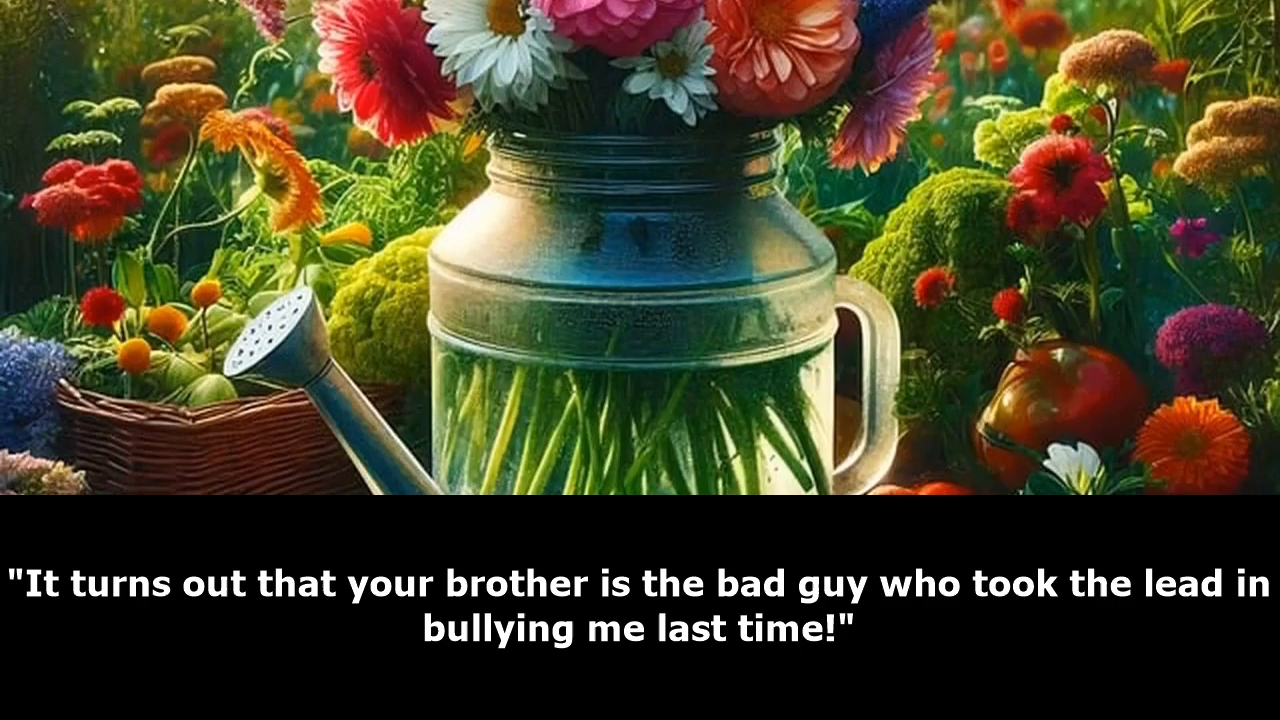 "It turns out that your brother is the bad guy who took the lead in
bullying me last time!"